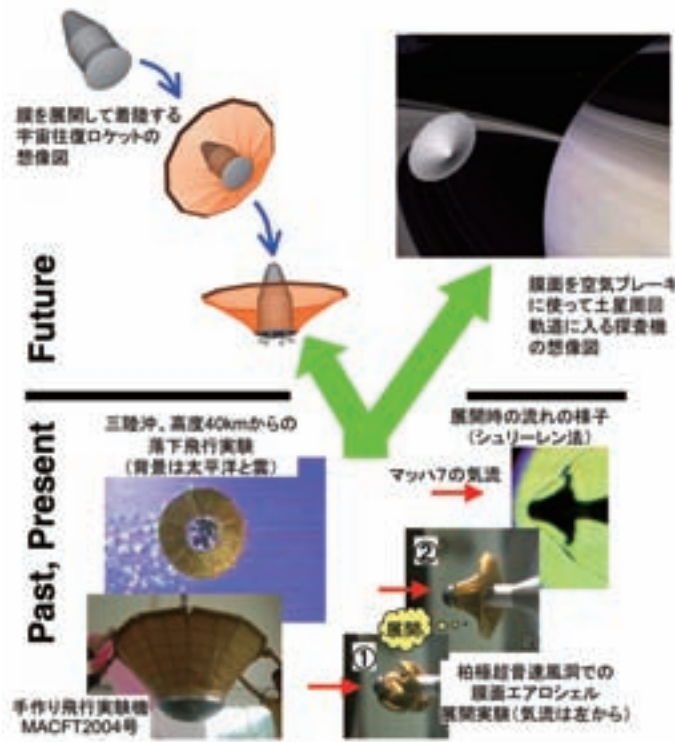 膜を展開して着陸する
宇宙往復ロケットの
想像図
膜面を空気ブレーキ
に使って土星周回
軌道に入る探査機
の想像図
Future
Past, Present
三陸沖、高度40kmからの
落下飛行実験
(背景は太平洋と雲)
展開時の流れの様子
(シュリーレン法)
マッハ7の気流
②
展開
①
手作り飛行実験機
MACFT2004号
柏極超音速風洞での
膜面エアロシェル
展開実験(気流は左から)